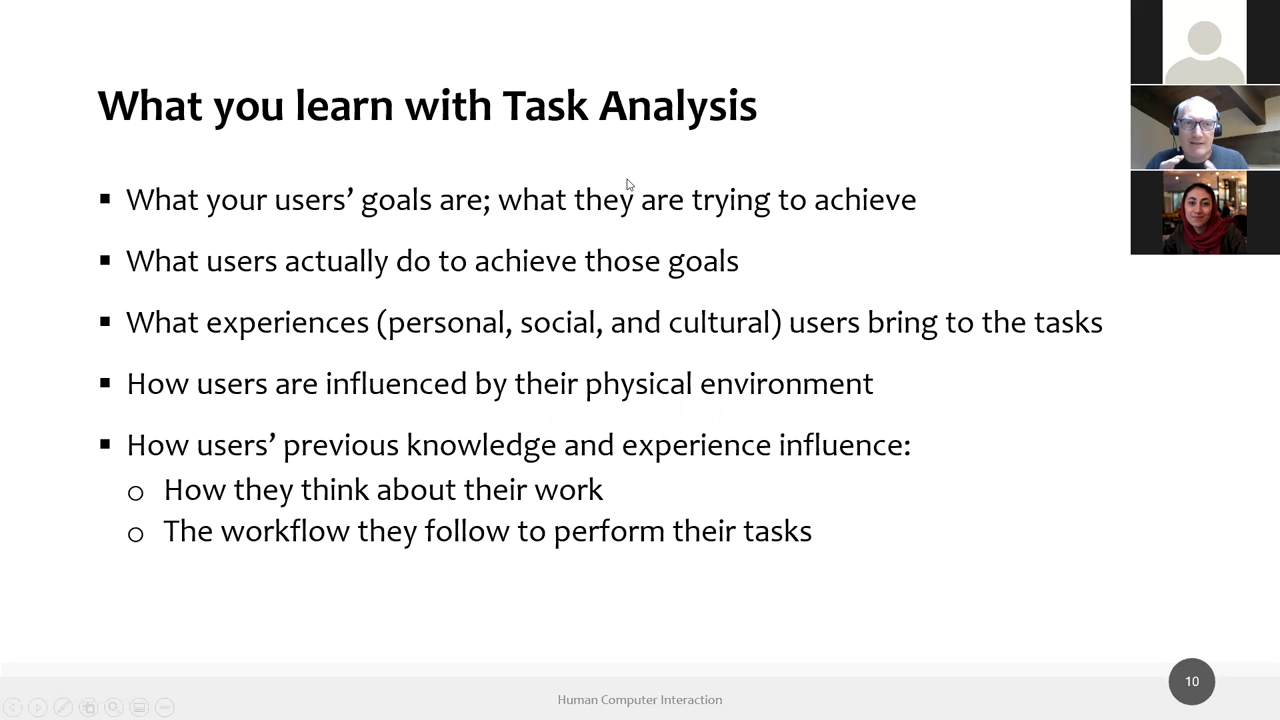 What you learn with Task Analysis
▪ What your users’ goals are; what they are trying to achieve
▪ What users actually do to achieve those goals
▪ What experiences (personal, social, and cultural) users bring to the tasks
▪ How users are influenced by their physical environment
▪ How users’ previous knowledge and experience influence:
o How they think about their work
o The workflow they follow to perform their tasks
Human Computer Interaction
10